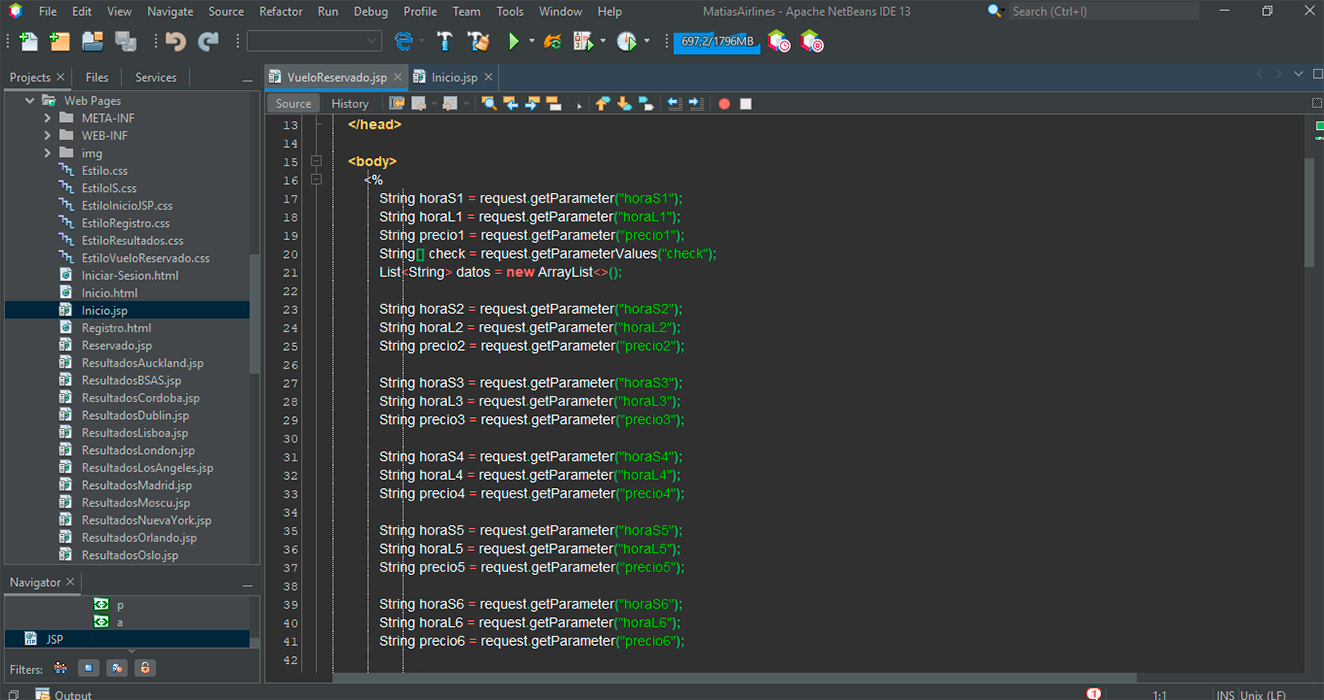 File Edit View Navigate Source Refactor Run Debug Profile Team Tools Window Help MatiasAirlines - Apache NetBeans IDE 13 Search (Ctrl+I)
697,2/1796MB
Projects Files Services
VueloReservado.jsp Inicio.jsp
Source History
Web Pages
META-INF
WEB-INF
img
Estilo.css
EstiloIS.css
EstiloInicioJSP.css
EstiloRegistro.css
EstiloResultados.css
EstiloVueloReservado.css
Iniciar-Sesion.html
Inicio.html
Inicio.jsp
Registro.html
Reservado.jsp
ResultadosAuckland.jsp
ResultadosBSAS.jsp
ResultadosCordoba.jsp
ResultadosDublin.jsp
ResultadosLisboa.jsp
ResultadosLondon.jsp
ResultadosLosAngeles.jsp
ResultadosMadrid.jsp
ResultadosMoscu.jsp
ResultadosNuevaYork.jsp
ResultadosOrlando.jsp
ResultadosOslo.jsp
Navigator
p
a
JSP
Filters:
Output
13 </head>
14
15 <body>
16 <%
17 String horaS1 = request.getParameter("horaS1");
18 String horaL1 = request.getParameter("horaL1");
19 String precio1 = request.getParameter("precio1");
20 String[] check = request.getParameterValues("check");
21 List<String> datos = new ArrayList<>();
22
23 String horaS2 = request.getParameter("horaS2");
24 String horaL2 = request.getParameter("horaL2");
25 String precio2 = request.getParameter("precio2");
26
27 String horaS3 = request.getParameter("horaS3");
28 String horaL3 = request.getParameter("horaL3");
29 String precio3 = request.getParameter("precio3");
30
31 String horaS4 = request.getParameter("horaS4");
32 String horaL4 = request.getParameter("horaL4");
33 String precio4 = request.getParameter("precio4");
34
35 String horaS5 = request.getParameter("horaS5");
36 String horaL5 = request.getParameter("horaL5");
37 String precio5 = request.getParameter("precio5");
38
39 String horaS6 = request.getParameter("horaS6");
40 String horaL6 = request.getParameter("horaL6");
41 String precio6 = request.getParameter("precio6");
42
1 1:1 INS Unix (LF)